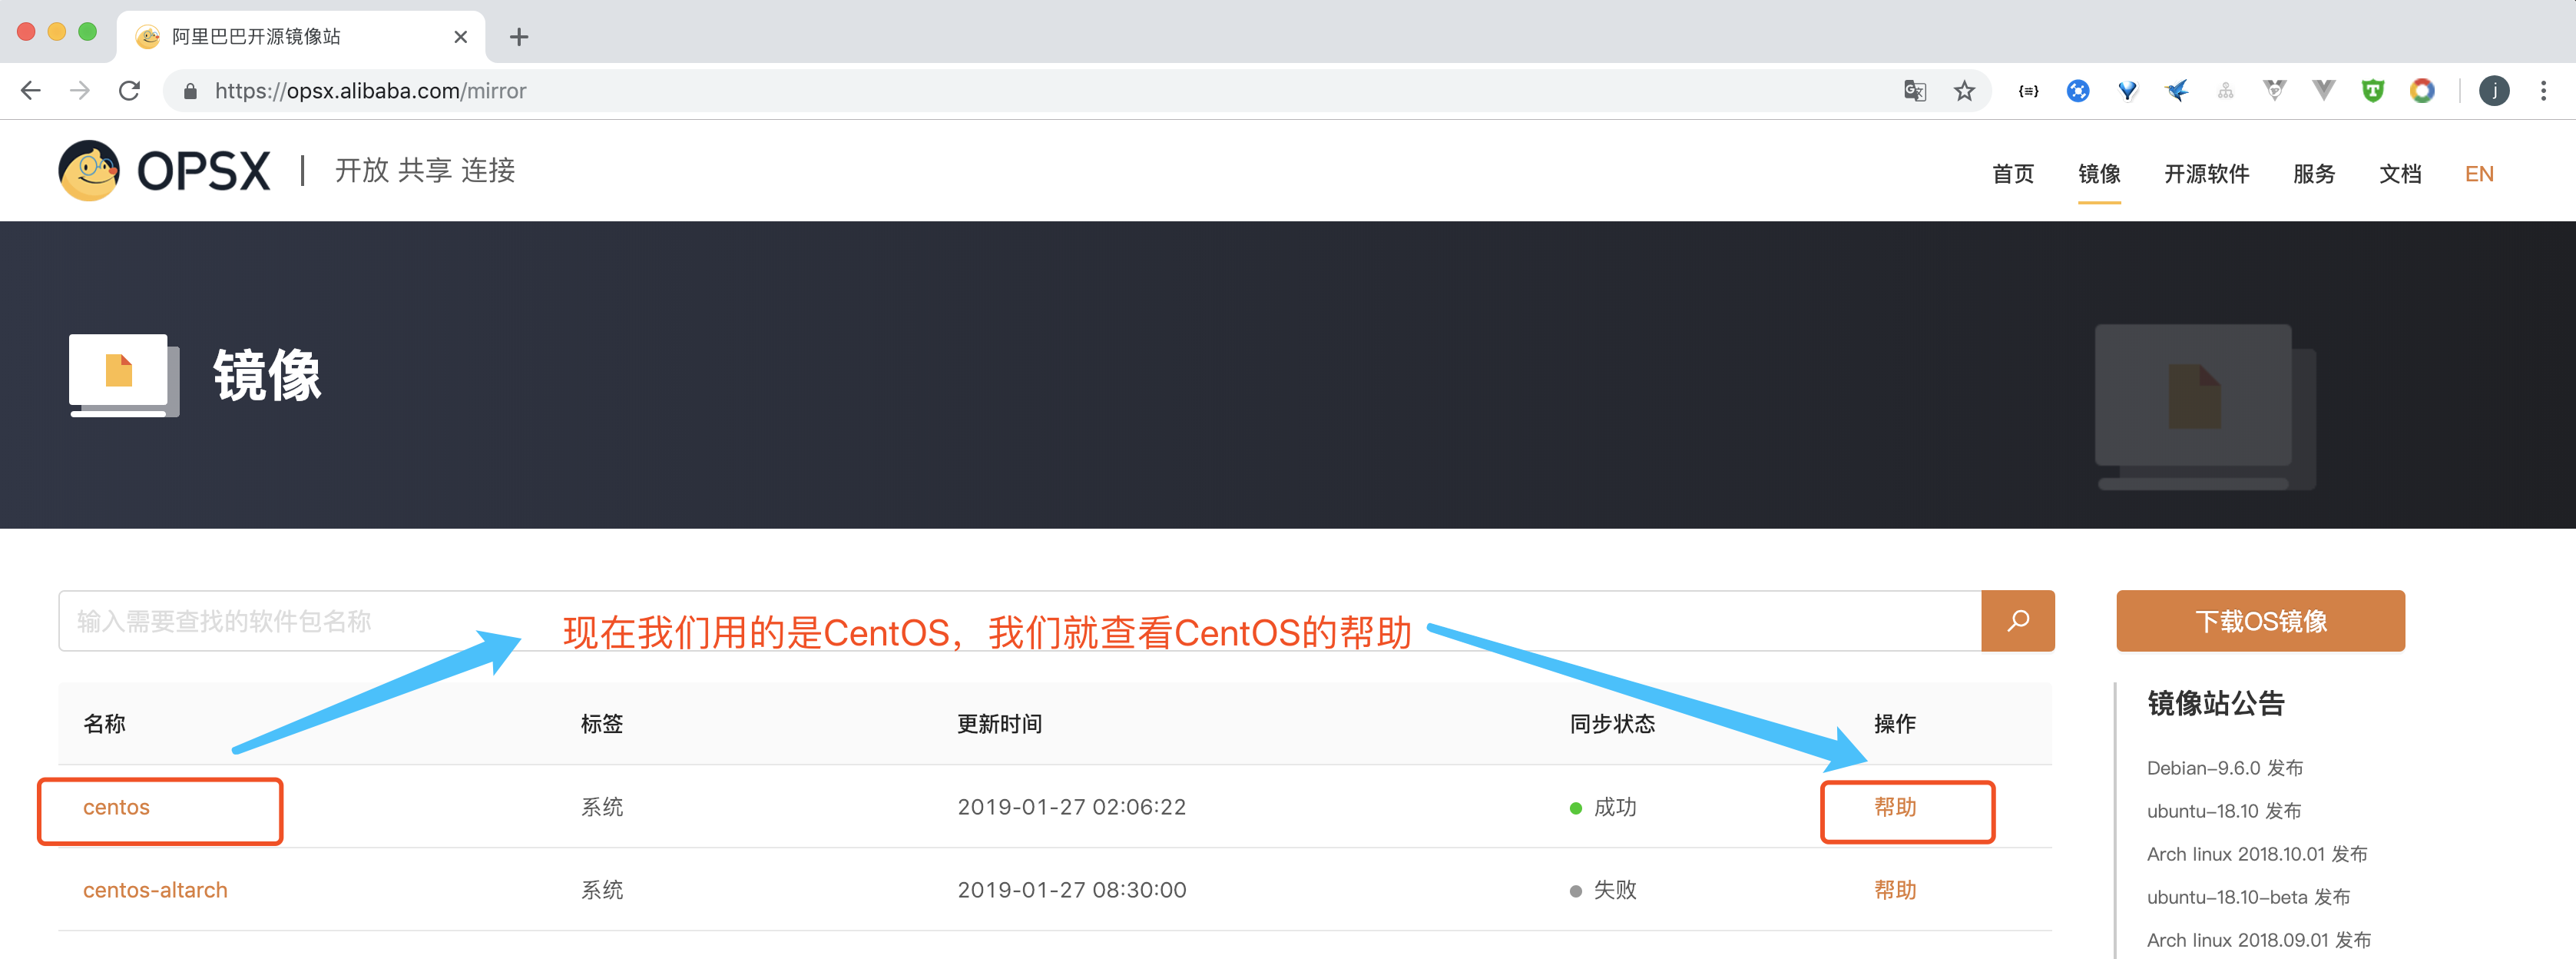 阿里巴巴开源镜像站
https://opsx.alibaba.com/mirror
{≡}
T
j
OPSX | 开放 共享 连接
首页 镜像 开源软件 服务 文档 EN
镜像
输入需要查找的软件包名称
现在我们用的是CentOS，我们就查看CentOS的帮助
下载OS镜像
名称 标签 更新时间 同步状态 操作
centos 系统 2019-01-27 02:06:22 成功 帮助
centos-altarch 系统 2019-01-27 08:30:00 失败 帮助
镜像站公告
Debian-9.6.0 发布
ubuntu-18.10 发布
Arch linux 2018.10.01 发布
ubuntu-18.10-beta 发布
Arch linux 2018.09.01 发布